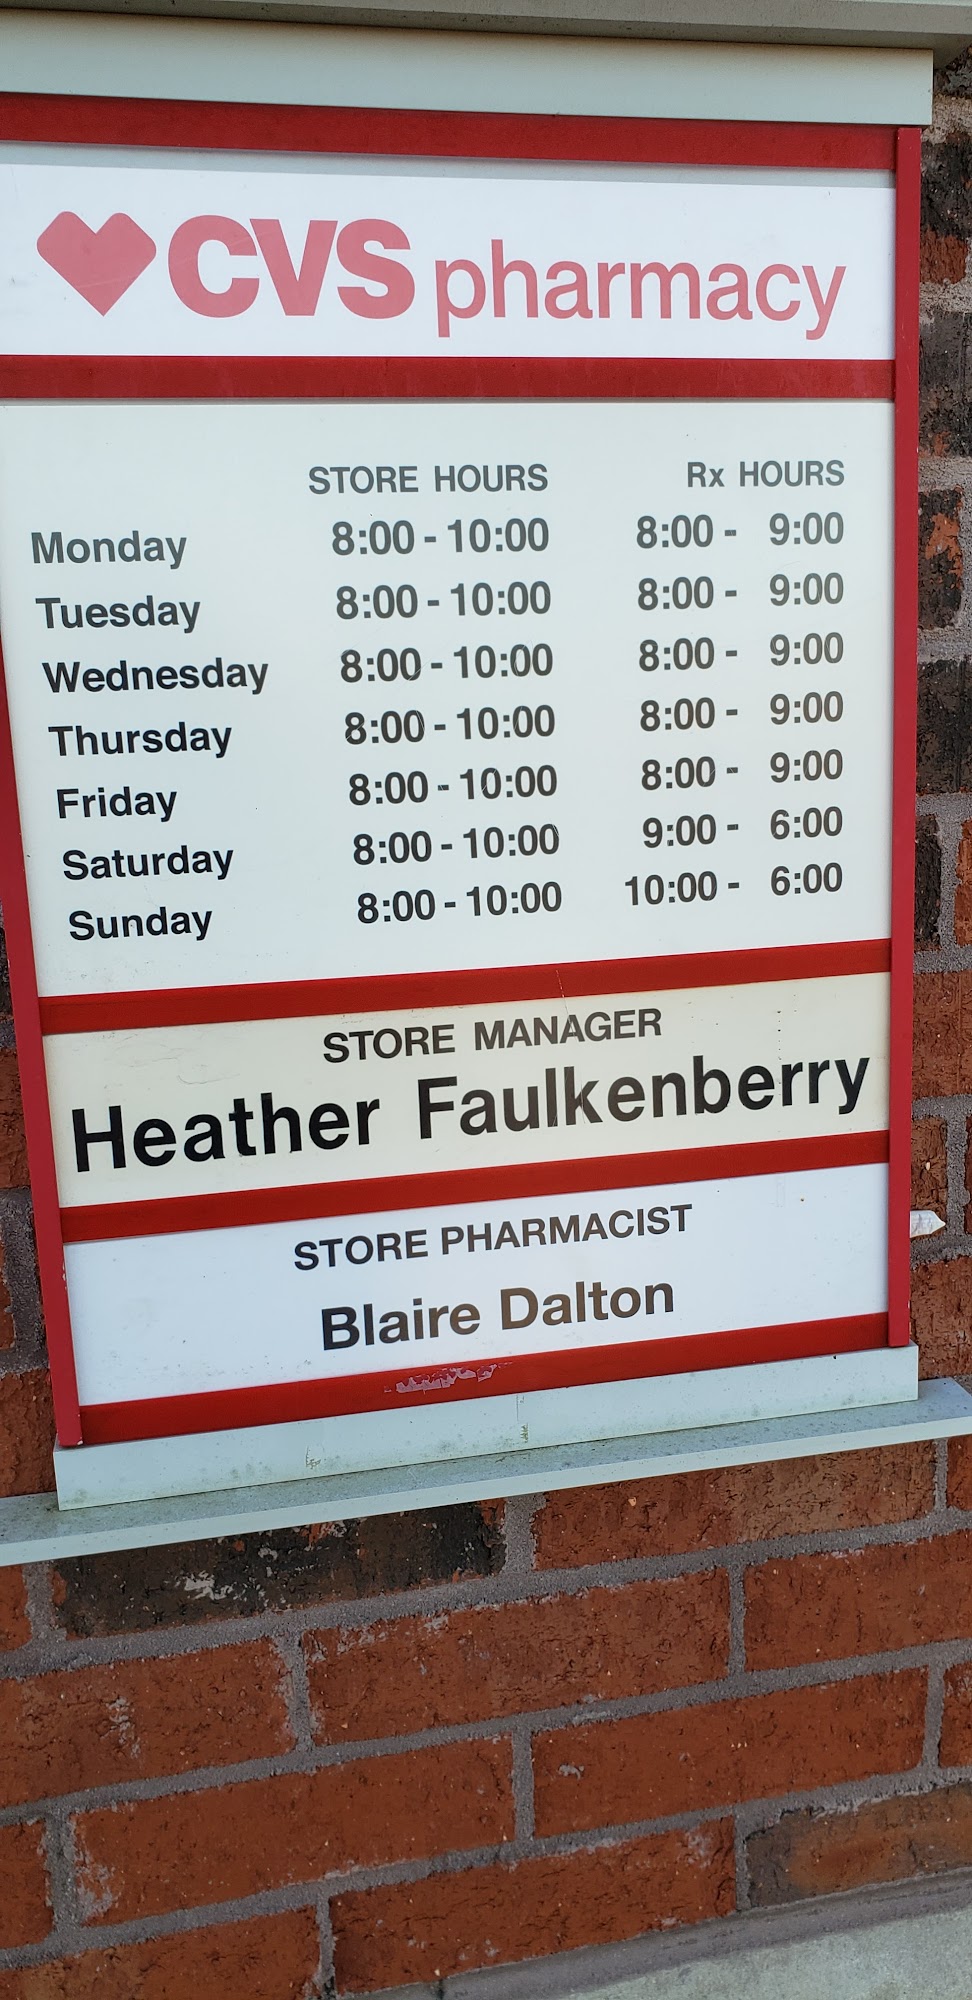 CVS pharmacy
STORE HOURS Rx HOURS
Monday 8:00 - 10:00 8:00 - 9:00
Tuesday 8:00 - 10:00 8:00 - 9:00
Wednesday 8:00 - 10:00 8:00 - 9:00
Thursday 8:00 - 10:00 8:00 - 9:00
Friday 8:00 - 10:00 8:00 - 9:00
Saturday 8:00 - 10:00 9:00 - 6:00
Sunday 8:00 - 10:00 10:00 - 6:00
STORE MANAGER
Heather Faulkenberry
STORE PHARMACIST
Blaire Dalton